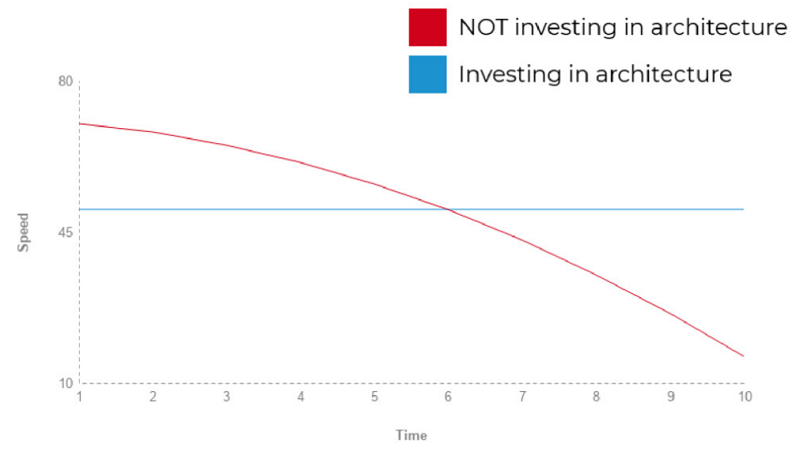 NOT investing in architecture
Investing in architecture
80
45
10
Speed
1 2 3 4 5 6 7 8 9 10
Time